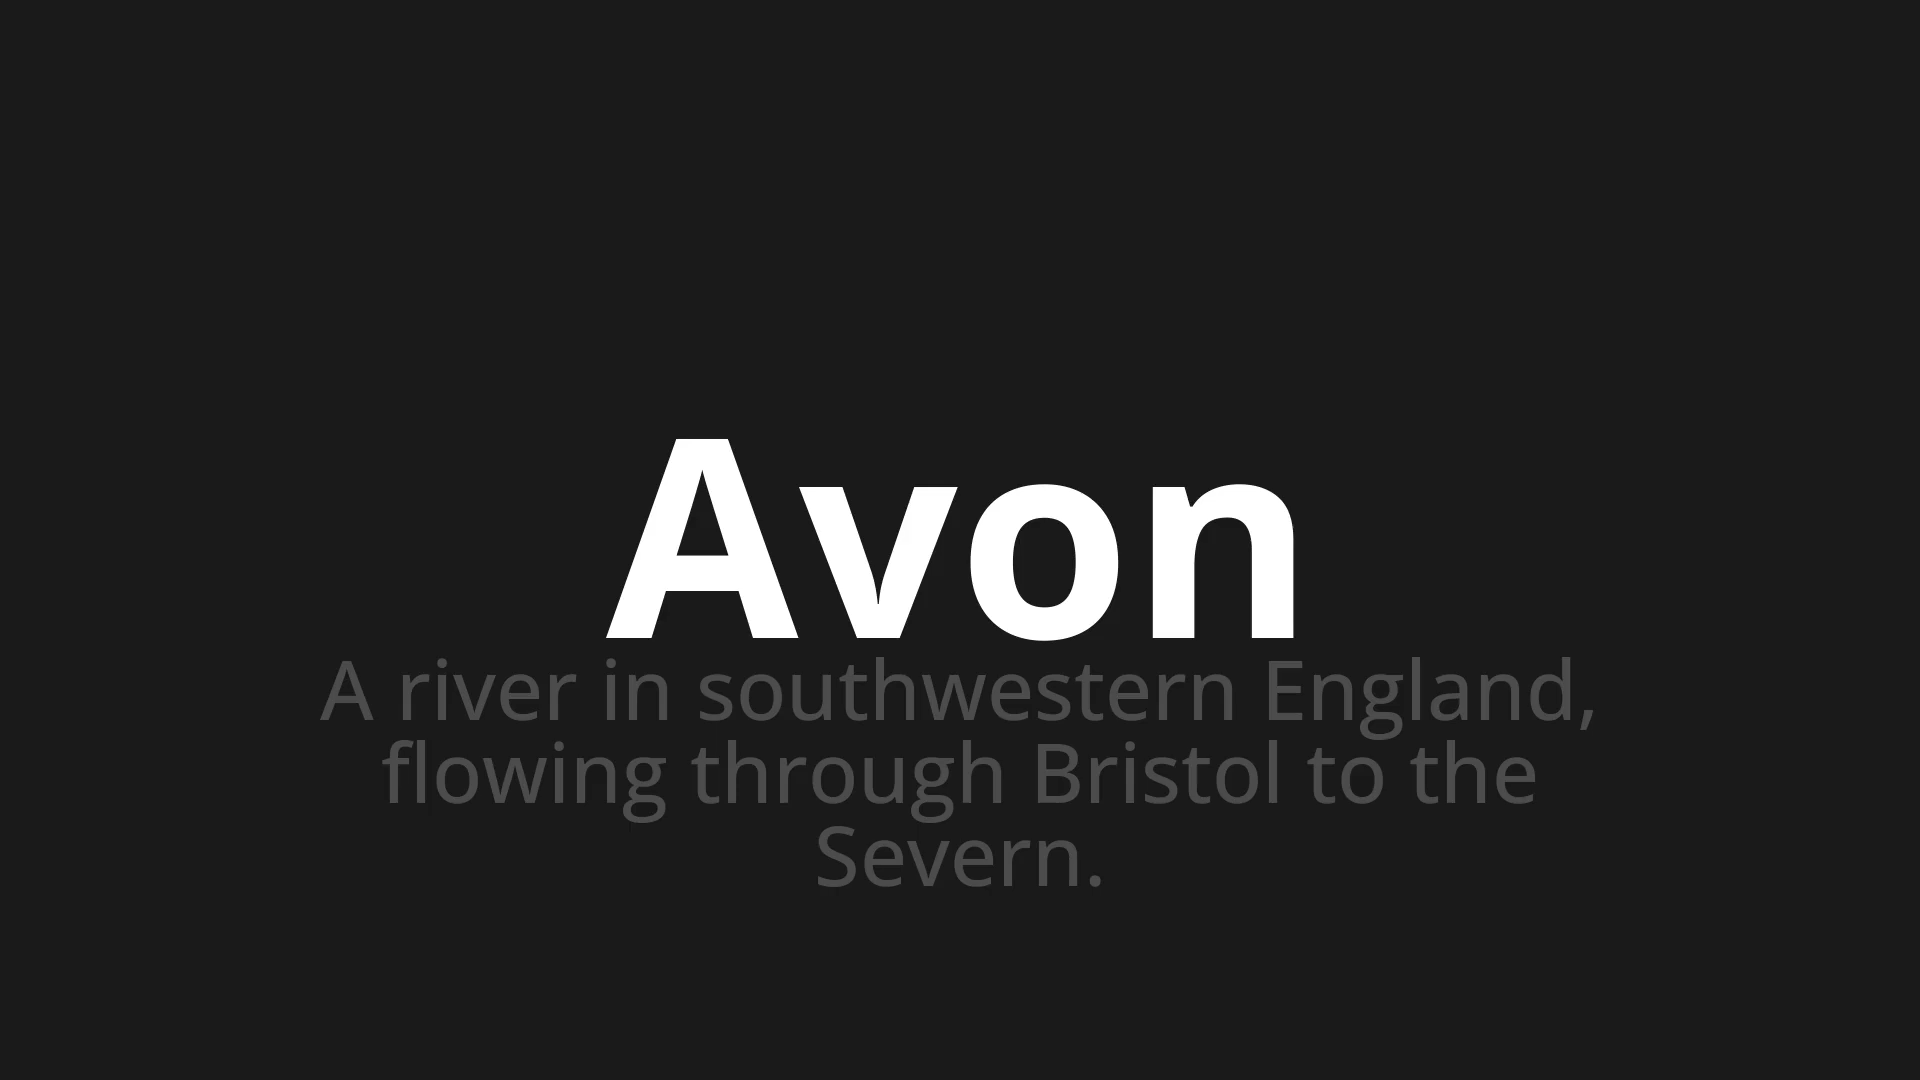 Avon
A river in southwestern England,
flowing through Bristol to the
Severn.